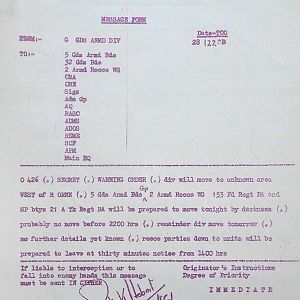 MESSAGE FORM
Date-TOO
FROM:- G GDS ARMD DIV 28 1220B
TO:- 5 Gds Armd Bde
32 Gds Bde
2 Armd Recce WG
CRA
CRE
Sigs
Adm Gp
AQ
RASC
ADMS
ADOS
REME
SCF
APM
Main HQ
O 426 (.) SECRET (.) WARNING ORDER (.) div will move to unknown area
Gp
WEST of R ORNE (.) 5 Gds Armd Bde 2 Armd Recce WG 153 Fd Regt RA and
SP btys 21 A Tk Regt RA will be prepared to move tonight by darkness (.)
probably no move before 2200 hrs (.) remainder div move tomorrow (.)
no further details yet known (.) recce parties down to units will be
prepared to leave at thirty minutes notice from 1400 hrs
If liable to interception or to
fall into enemy hands this message
must be SENT IN CIPHER
Originator's Instructions
Degree of Priority
IMMEDIATE